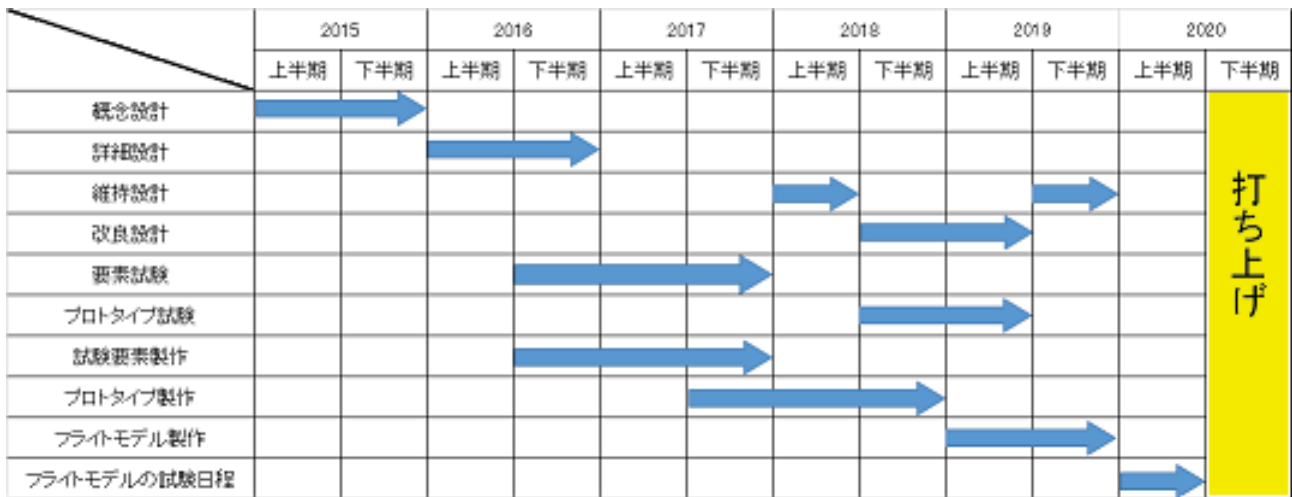 2015 2016 2017 2018 2019 2020
上半期 下半期 上半期 下半期 上半期 下半期 上半期 下半期 上半期 下半期 上半期 下半期
概念設計
詳細設計
維持設計
改良設計
要素試験
プロトタイプ試験
試験要素製作
プロトタイプ製作
フライトモデル製作
フライトモデルの試験日程
打ち上げ